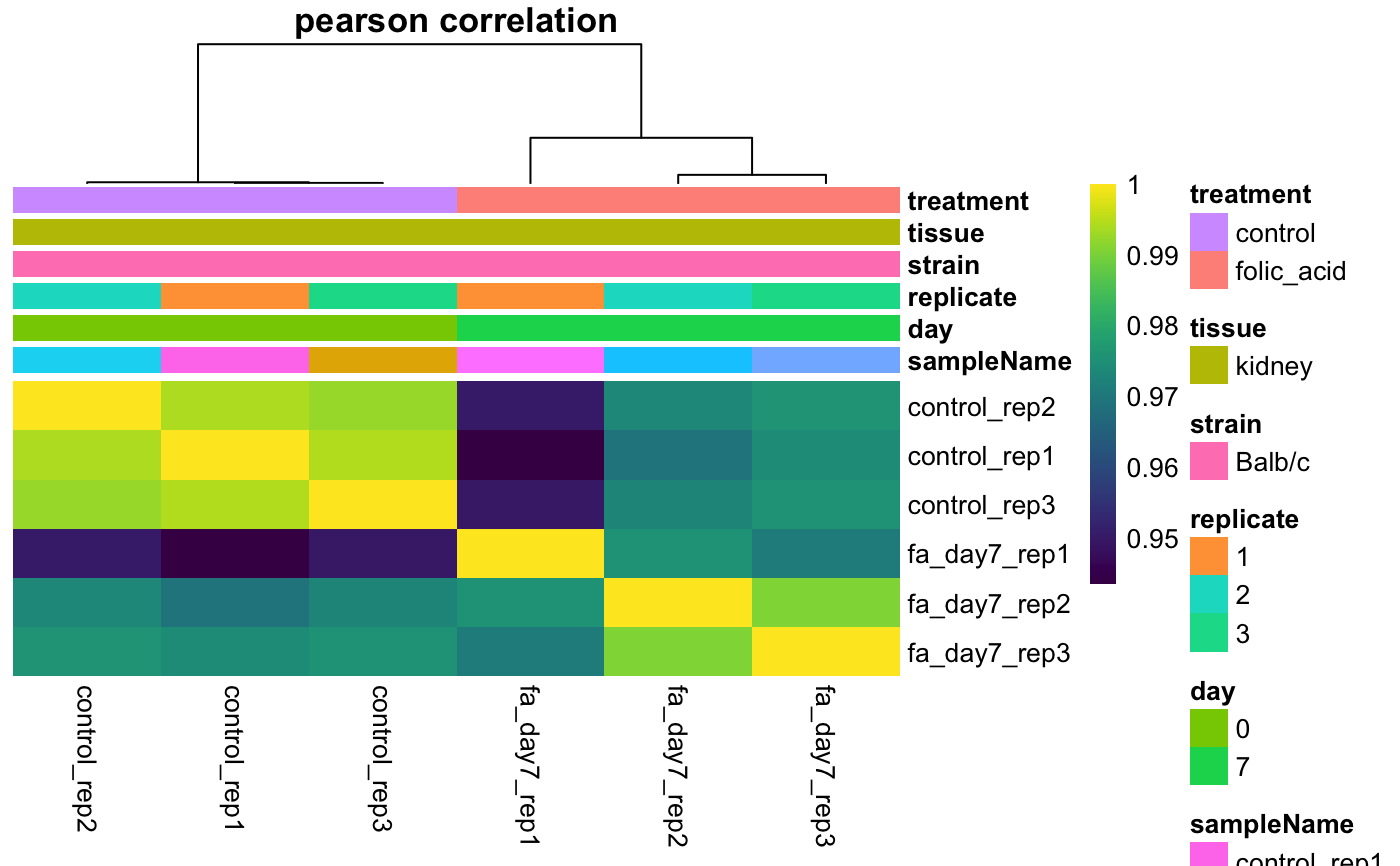 pearson correlation
treatment
tissue
strain
replicate
day
sampleName
control_rep2
control_rep1
control_rep3
fa_day7_rep1
fa_day7_rep2
fa_day7_rep3
control_rep2
control_rep1
control_rep3
fa_day7_rep1
fa_day7_rep2
fa_day7_rep3
1
0.99
0.98
0.97
0.96
0.95
treatment
control
folic_acid
tissue
kidney
strain
Balb/c
replicate
1
2
3
day
0
7
sampleName
control_rep1